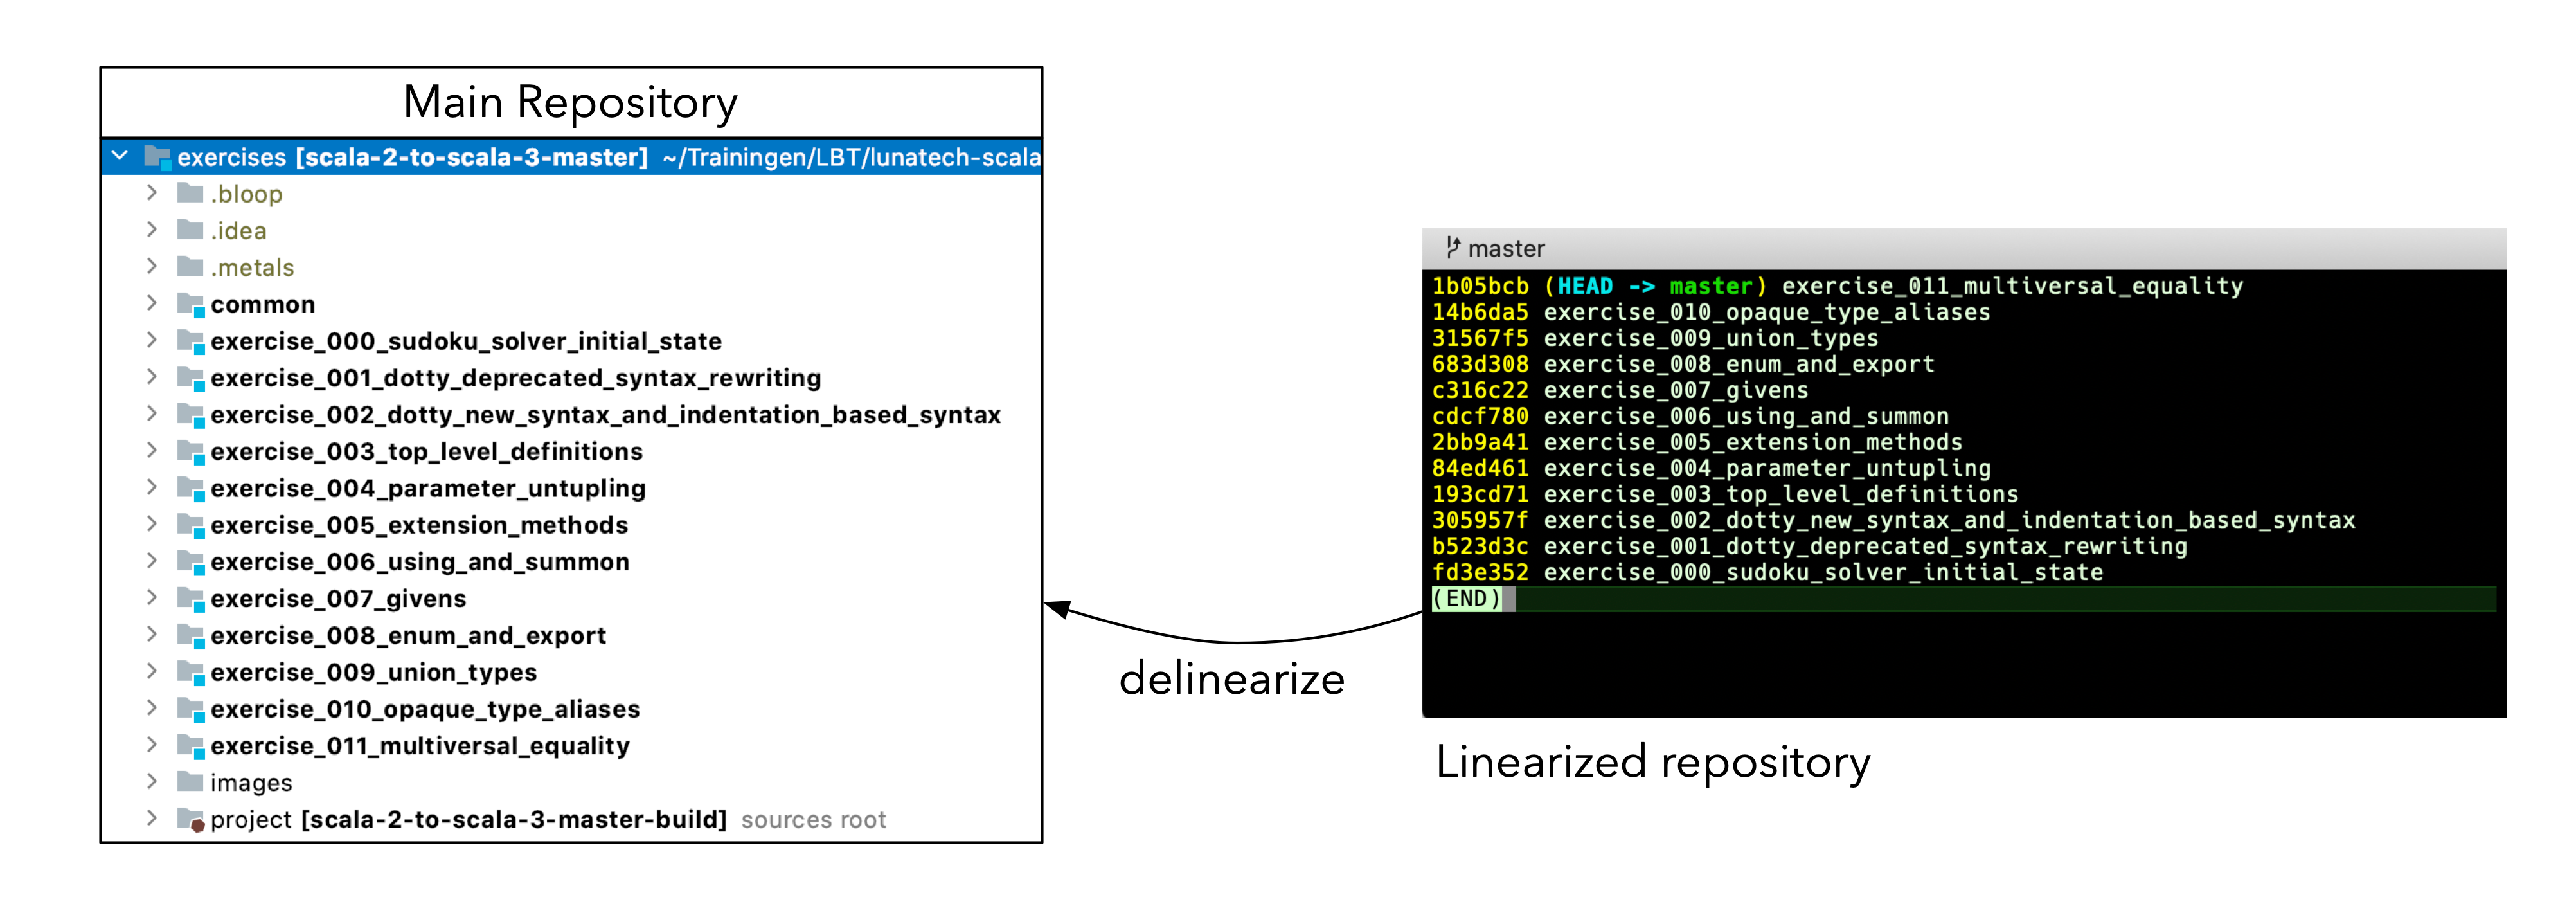 Main Repository
exercises [scala-2-to-scala-3-master] ~/Trainingen/LBT/lunatech-scala
.bloop
.idea
.metals
common
exercise_000_sudoku_solver_initial_state
exercise_001_dotty_deprecated_syntax_rewriting
exercise_002_dotty_new_syntax_and_indentation_based_syntax
exercise_003_top_level_definitions
exercise_004_parameter_untupling
exercise_005_extension_methods
exercise_006_using_and_summon
exercise_007_givens
exercise_008_enum_and_export
exercise_009_union_types
exercise_010_opaque_type_aliases
exercise_011_multiversal_equality
images
project [scala-2-to-scala-3-master-build] sources root
delinearize
master
1b05bcb (HEAD -> master) exercise_011_multiversal_equality
14b6da5 exercise_010_opaque_type_aliases
31567f5 exercise_009_union_types
683d308 exercise_008_enum_and_export
c316c22 exercise_007_givens
cdcf780 exercise_006_using_and_summon
2bb9a41 exercise_005_extension_methods
84ed461 exercise_004_parameter_untupling
193cd71 exercise_003_top_level_definitions
305957f exercise_002_dotty_new_syntax_and_indentation_based_syntax
b523d3c exercise_001_dotty_deprecated_syntax_rewriting
fd3e352 exercise_000_sudoku_solver_initial_state
(END)
Linearized repository